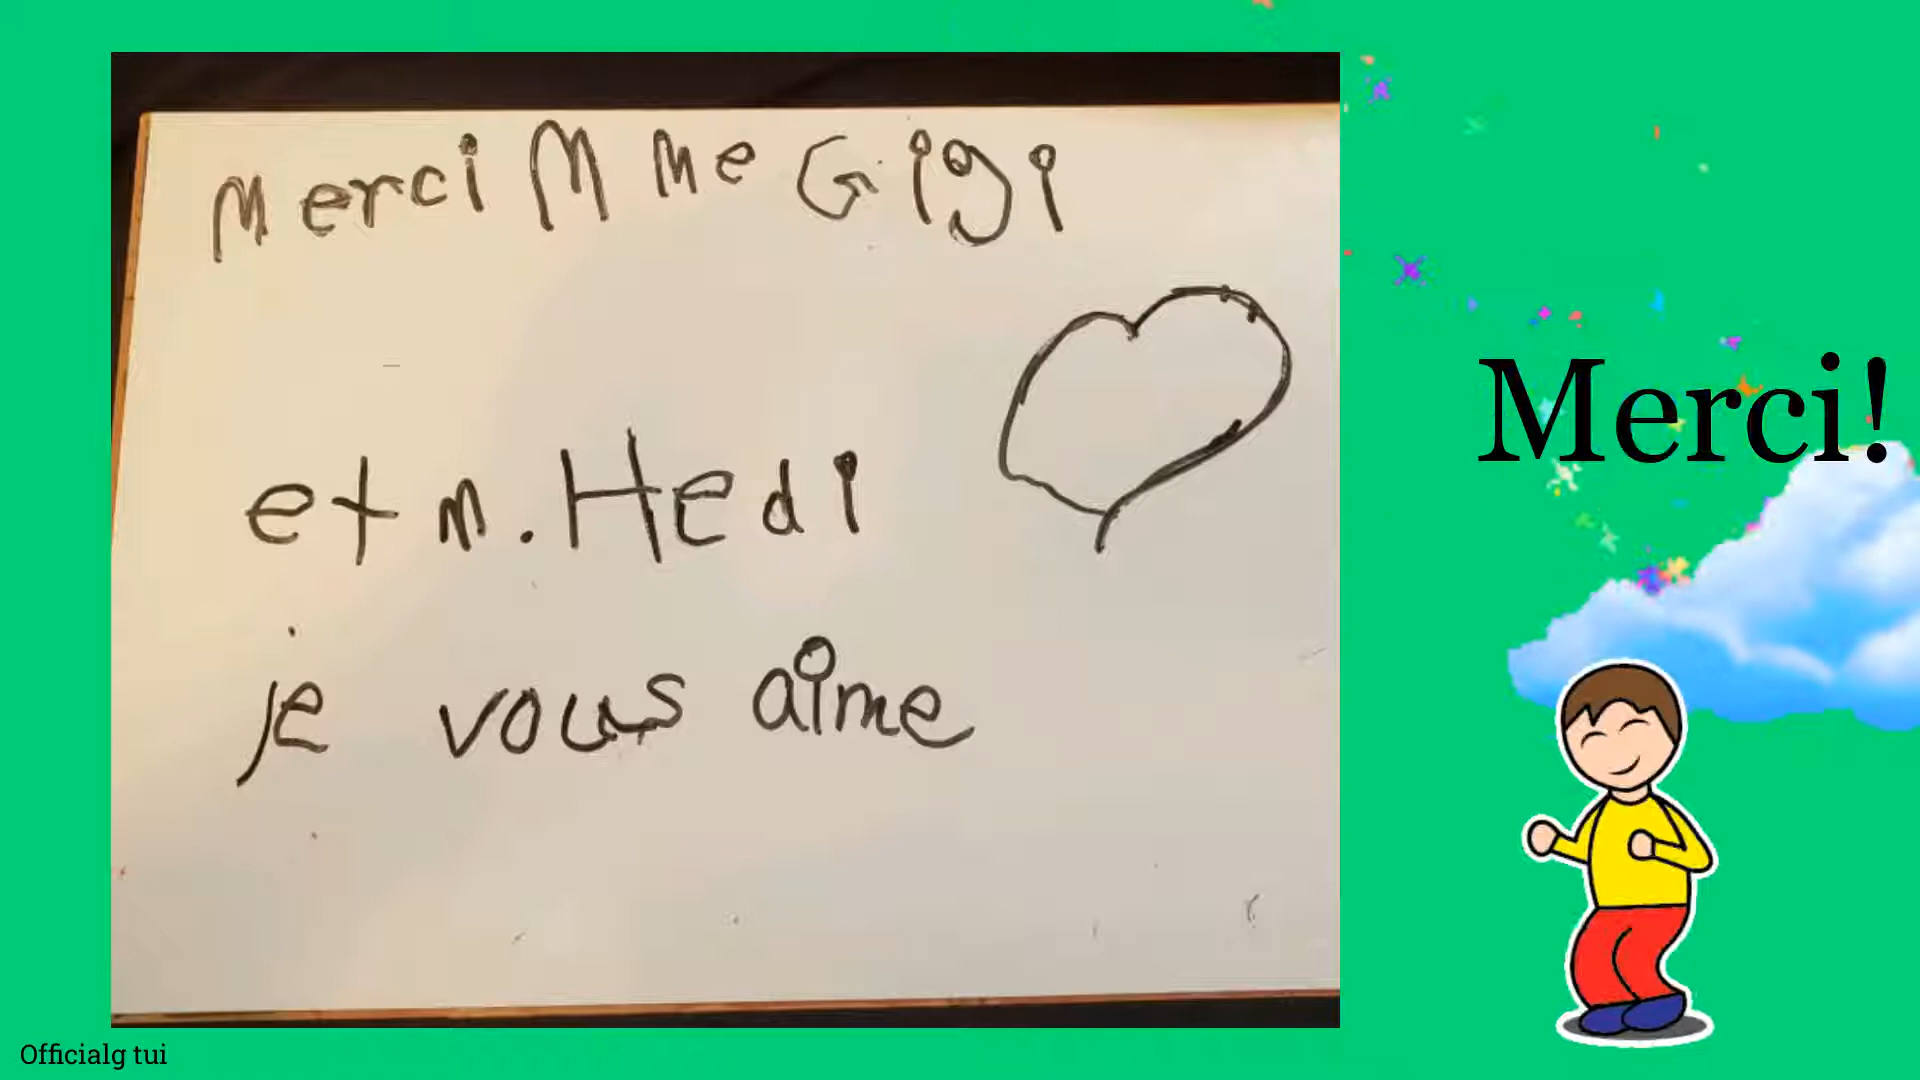 Merci Mme Gigi
et m. Hedi
je vous aime
Merci!
Officialg tui